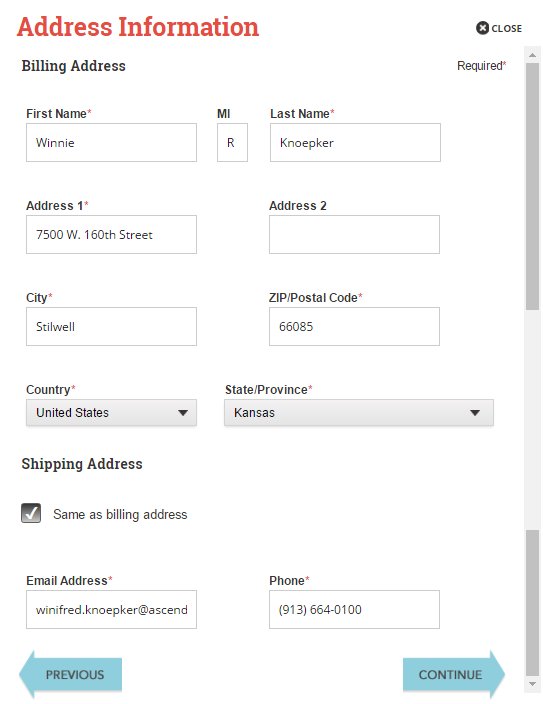 Address Information
CLOSE
Billing Address
Required*
First Name* MI Last Name*
Winnie R Knoepker
Address 1* Address 2
7500 W. 160th Street
City* ZIP/Postal Code*
Stilwell 66085
Country* State/Province*
United States Kansas
Shipping Address
Same as billing address
Email Address* Phone*
winifred.knoepker@ascend (913) 664-0100
PREVIOUS CONTINUE